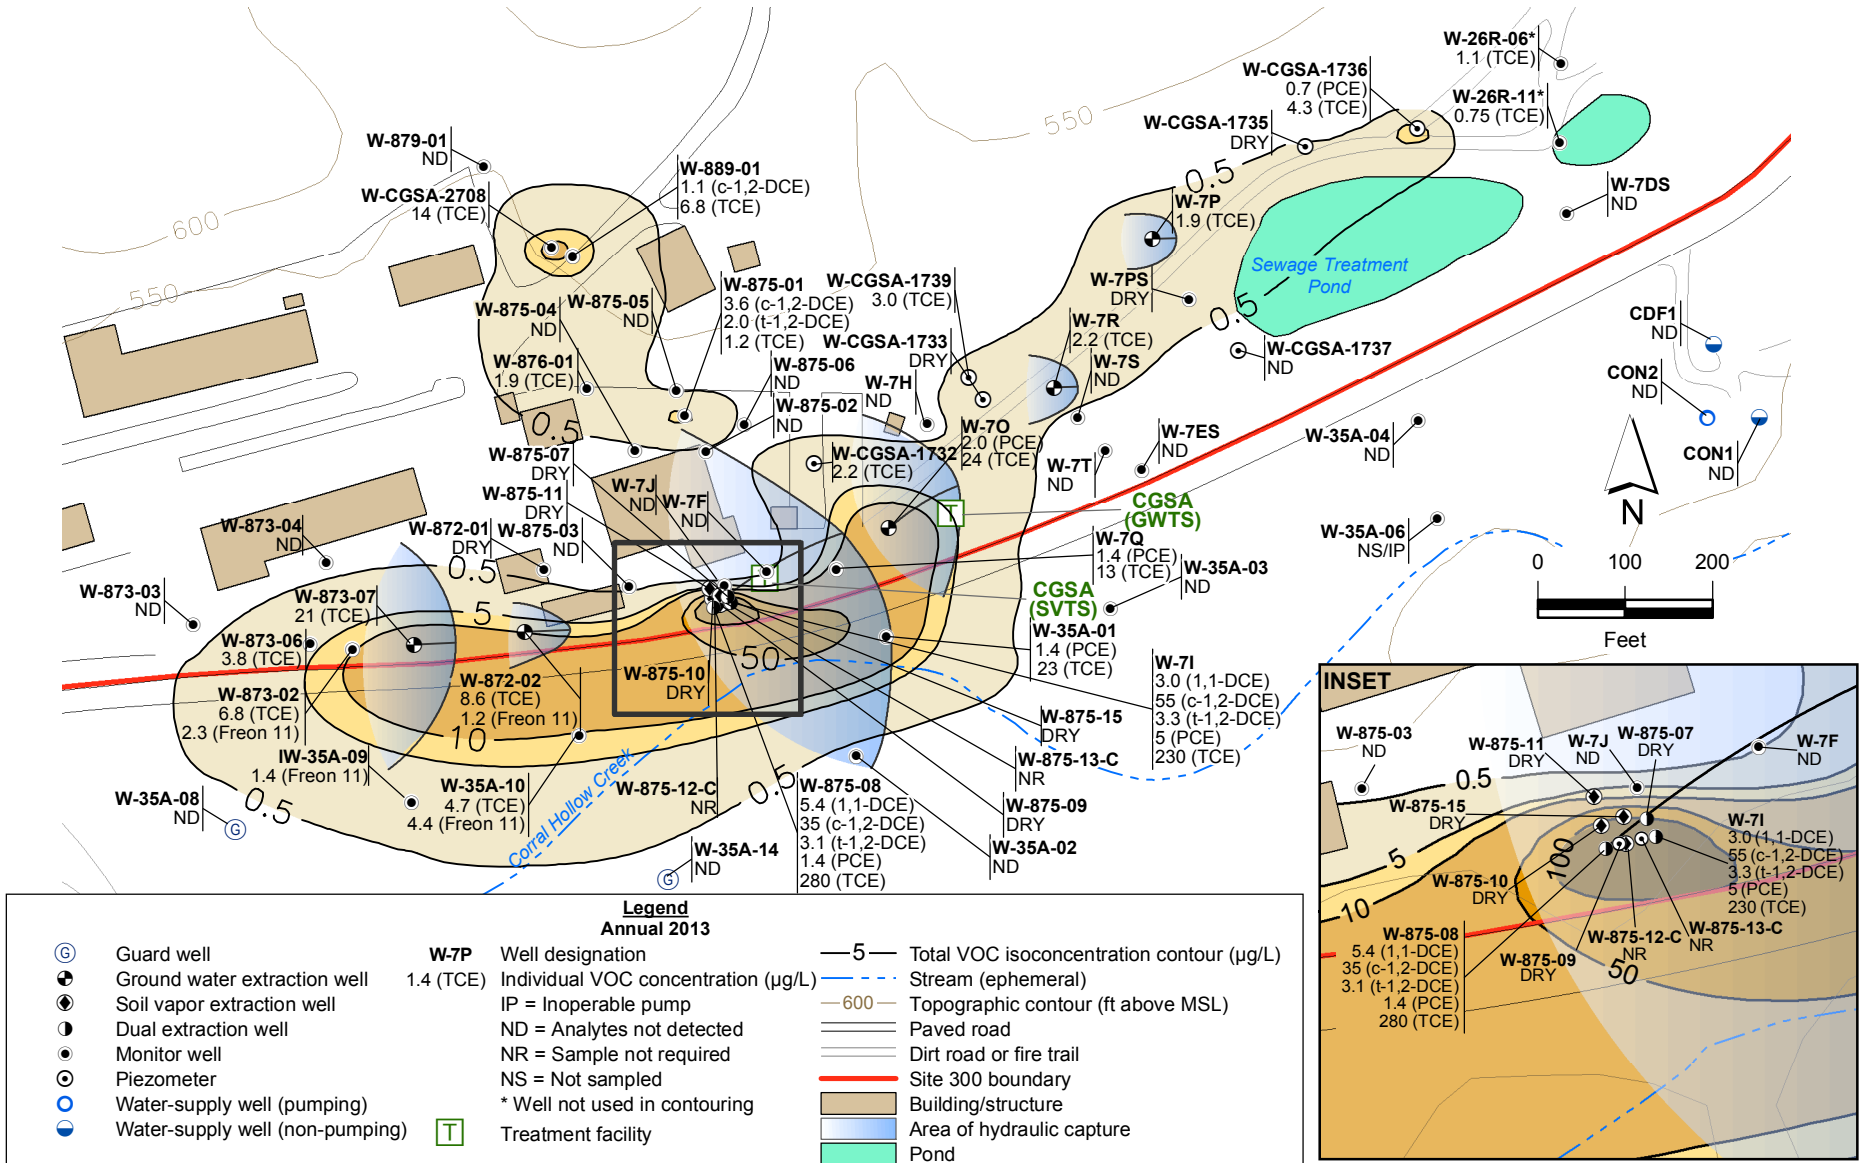 W-26R-06*
1.1 (TCE)
W-CGSA-1736
0.7 (PCE)
4.3 (TCE)
W-26R-11*
0.75 (TCE)
W-CGSA-1735
DRY
550
W-879-01
ND
W-889-01
1.1 (c-1,2-DCE)
6.8 (TCE)
W-CGSA-2708
14 (TCE)
0.5
W-7DS
ND
W-7P
1.9 (TCE)
600
550
Sewage Treatment
Pond
W-7PS
DRY
0.5
W-875-01
3.6 (c-1,2-DCE)
2.0 (t-1,2-DCE)
1.2 (TCE)
W-CGSA-1739
3.0 (TCE)
W-875-05
ND
W-875-04
ND
W-7R
2.2 (TCE)
CDF1
ND
W-CGSA-1733
DRY
W-CGSA-1737
ND
W-7S
ND
W-876-01
1.9 (TCE)
W-875-06
ND
W-7H
ND
CON2
ND
W-875-02
ND
0.5
W-7O
2.0 (PCE)
24 (TCE)
W-7ES
ND
W-35A-04
ND
CON1
ND
W-875-07
DRY
W-CGSA-1732
2.2 (TCE)
W-7T
ND
W-7J
ND
W-7F
ND
W-875-11
DRY
T
CGSA
(GWTS)
N
W-873-04
ND
W-872-01
DRY
W-875-03
ND
W-7Q
1.4 (PCE)
13 (TCE)
W-35A-06
NS/IP
W-35A-03
ND
0 100 200
Feet
0.5
T
W-873-03
ND
W-873-07
21 (TCE)
5
CGSA
(SVTS)
W-873-06
3.8 (TCE)
W-35A-01
1.4 (PCE)
23 (TCE)
50
W-875-10
DRY
W-872-02
8.6 (TCE)
1.2 (Freon 11)
W-7I
3.0 (1,1-DCE)
55 (c-1,2-DCE)
3.3 (t-1,2-DCE)
5 (PCE)
230 (TCE)
W-873-02
6.8 (TCE)
2.3 (Freon 11)
10
W-875-15
DRY
W-875-13-C
NR
IW-35A-09
1.4 (Freon 11)
W-35A-10
4.7 (TCE)
4.4 (Freon 11)
Corral Hollow Creek
W-875-12-C
NR
0.5
W-875-08
5.4 (1,1-DCE)
35 (c-1,2-DCE)
3.1 (t-1,2-DCE)
1.4 (PCE)
280 (TCE)
W-875-09
DRY
W-35A-08
ND
G
0.5
W-35A-02
ND
W-35A-14
ND
G
INSET
W-875-03
ND
W-875-11
DRY
W-7J
ND
W-875-07
DRY
W-7F
ND
0.5
W-875-15
DRY
W-7I
3.0 (1,1-DCE)
55 (c-1,2-DCE)
3.3 (t-1,2-DCE)
5 (PCE)
230 (TCE)
5
100
W-875-10
DRY
10
W-875-08
5.4 (1,1-DCE)
35 (c-1,2-DCE)
3.1 (t-1,2-DCE)
1.4 (PCE)
280 (TCE)
W-875-09
DRY
W-875-12-C
NR
W-875-13-C
NR
50
Legend
Annual 2013
G Guard well
Ground water extraction well
Soil vapor extraction well
Dual extraction well
Monitor well
Piezometer
Water-supply well (pumping)
Water-supply well (non-pumping)
W-7P Well designation
1.4 (TCE) Individual VOC concentration (µg/L)
IP = Inoperable pump
ND = Analytes not detected
NR = Sample not required
NS = Not sampled
* Well not used in contouring
T Treatment facility
5 Total VOC isoconcentration contour (µg/L)
Stream (ephemeral)
600 Topographic contour (ft above MSL)
Paved road
Dirt road or fire trail
Site 300 boundary
Building/structure
Area of hydraulic capture
Pond